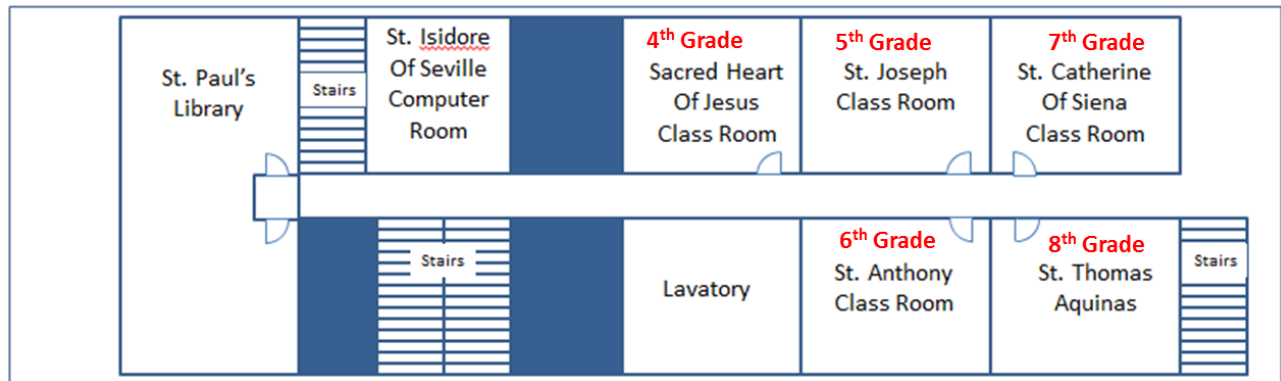 St. Paul's
Library
Stairs
St. Isidore
Of Seville
Computer
Room
4th Grade
Sacred Heart
Of Jesus
Class Room
5th Grade
St. Joseph
Class Room
7th Grade
St. Catherine
Of Siena
Class Room
Stairs
Lavatory
6th Grade
St. Anthony
Class Room
8th Grade
St. Thomas
Aquinas
Stairs